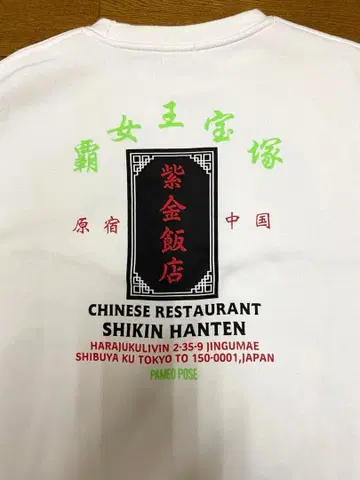 覇女王宝塚
紫金飯店
原宿 中国
CHINESE RESTAURANT
SHIKIN HANTEN
HARAJUKULIVIN 2-35-9 JINGUMAE
SHIBUYA KU TOKYO TO 150-0001,JAPAN
PAMEO POSE